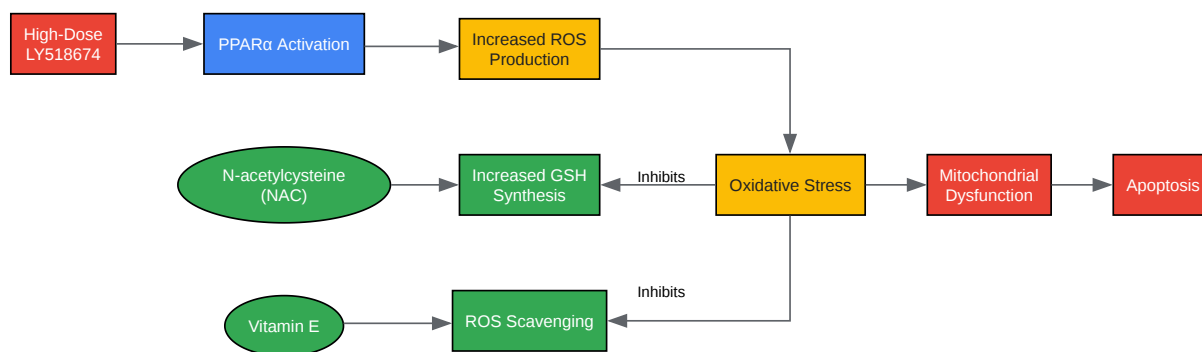 High-Dose
LY518674
PPARα Activation
Increased ROS
Production
N-acetylcysteine
(NAC)
Increased GSH
Synthesis
Inhibits
Oxidative Stress
Mitochondrial
Dysfunction
Apoptosis
Vitamin E
ROS Scavenging
Inhibits